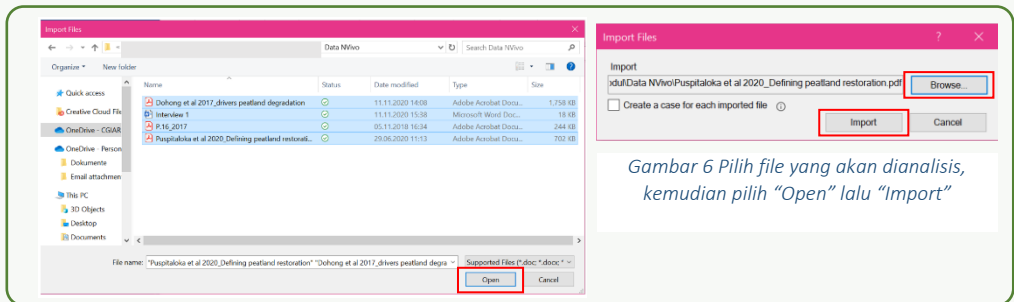 Import Files
Data NVivo
Search Data NVivo
Organize
New folder
Name
Status
Date modified
Type
Size
Quick access
Creative Cloud File
OneDrive - CGIAR
OneDrive - Person
Dokumente
Email attachmen
This PC
3D Objects
Desktop
Documents
Dohong et al 2017_drivers peatland degradation
11.11.2020 14:08
Adobe Acrobat Docu...
1.758 KB
Interview 1
11.11.2020 15:38
Microsoft Word Doc...
18 KB
P.16_2017
05.11.2018 16:34
Adobe Acrobat Docu...
244 KB
Puspitaloka et al 2020_Defining peatland restorati...
29.06.2020 11:13
Adobe Acrobat Docu...
702 KB
File name:
"Puspitaloka et al 2020_Defining peatland restoration" "Dohong et al 2017_drivers peatland degra
Supported Files (*.doc; *.docx; *
Open
Cancel
Import Files
Import
dul\Data NVivo\Puspitaloka et al 2020_Defining peatland restoration.pdf
Browse...
Create a case for each imported file
Import
Cancel
Gambar 6 Pilih file yang akan dianalisis,
kemudian pilih “Open” lalu “Import”